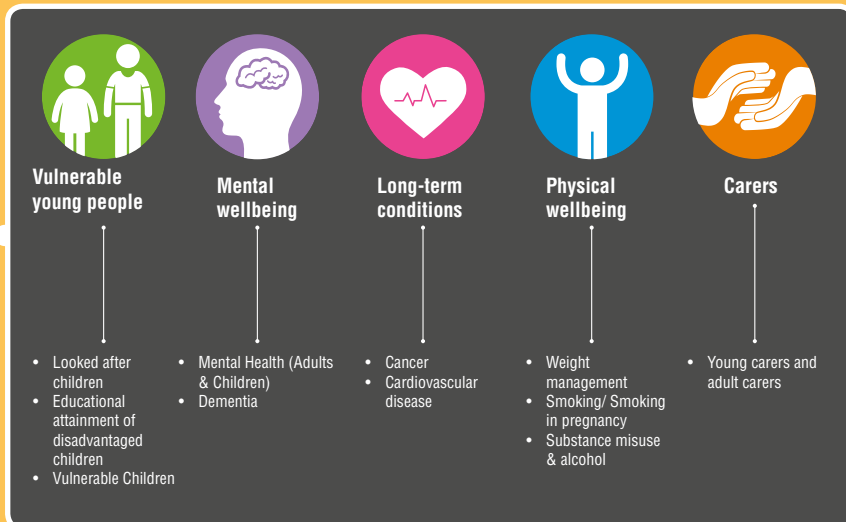 Vulnerable
young people
• Looked after
children
• Educational
attainment of
disadvantaged
children
• Vulnerable Children
Mental
wellbeing
• Mental Health (Adults
& Children)
• Dementia
Long-term
conditions
• Cancer
• Cardiovascular
disease
Physical
wellbeing
• Weight
management
• Smoking/ Smoking
in pregnancy
• Substance misuse
& alcohol
Carers
• Young carers and
adult carers